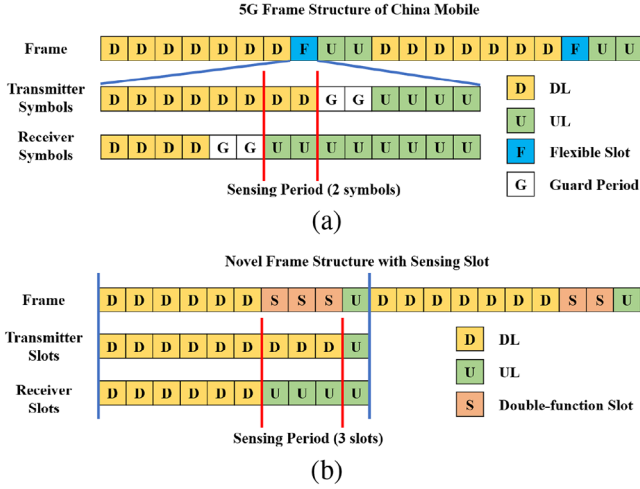 5G Frame Structure of China Mobile
Frame D D D D D D D F U U D D D D D D D F U U
Transmitter Symbols D D D D D D D D G G U U U U
Receiver Symbols D D D D G G U U U U U U U U
Sensing Period (2 symbols)
D DL
U UL
F Flexible Slot
G Guard Period
(a)
Novel Frame Structure with Sensing Slot
Frame D D D D D D S S S U D D D D D D D S S U
Transmitter Slots D D D D D D D D D U
Receiver Slots D D D D D D U U U U
Sensing Period (3 slots)
D DL
U UL
S Double-function Slot
(b)